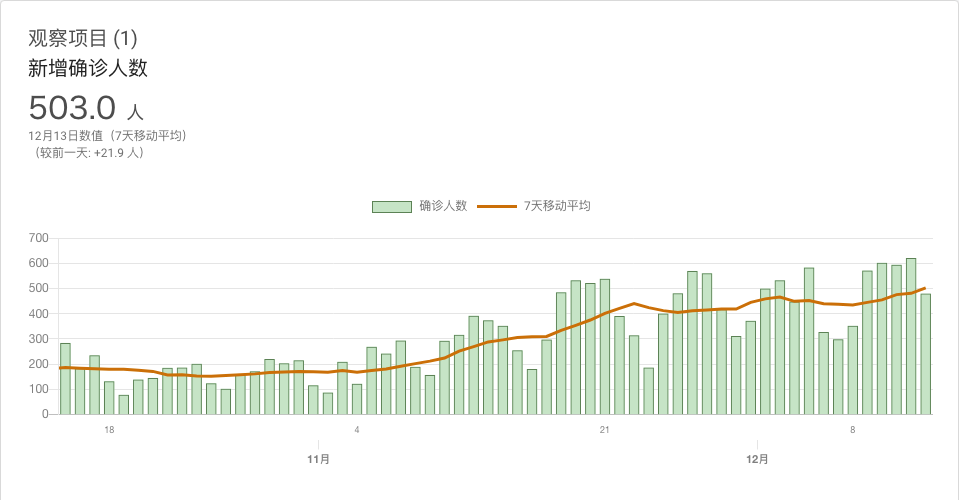 观察项目 (1)
新增确诊人数
503.0 人
12月13日数值（7天移动平均）
（较前一天: +21.9 人）
确诊人数 7天移动平均
700
600
500
400
300
200
100
0
18 4 21 8
11月 12月